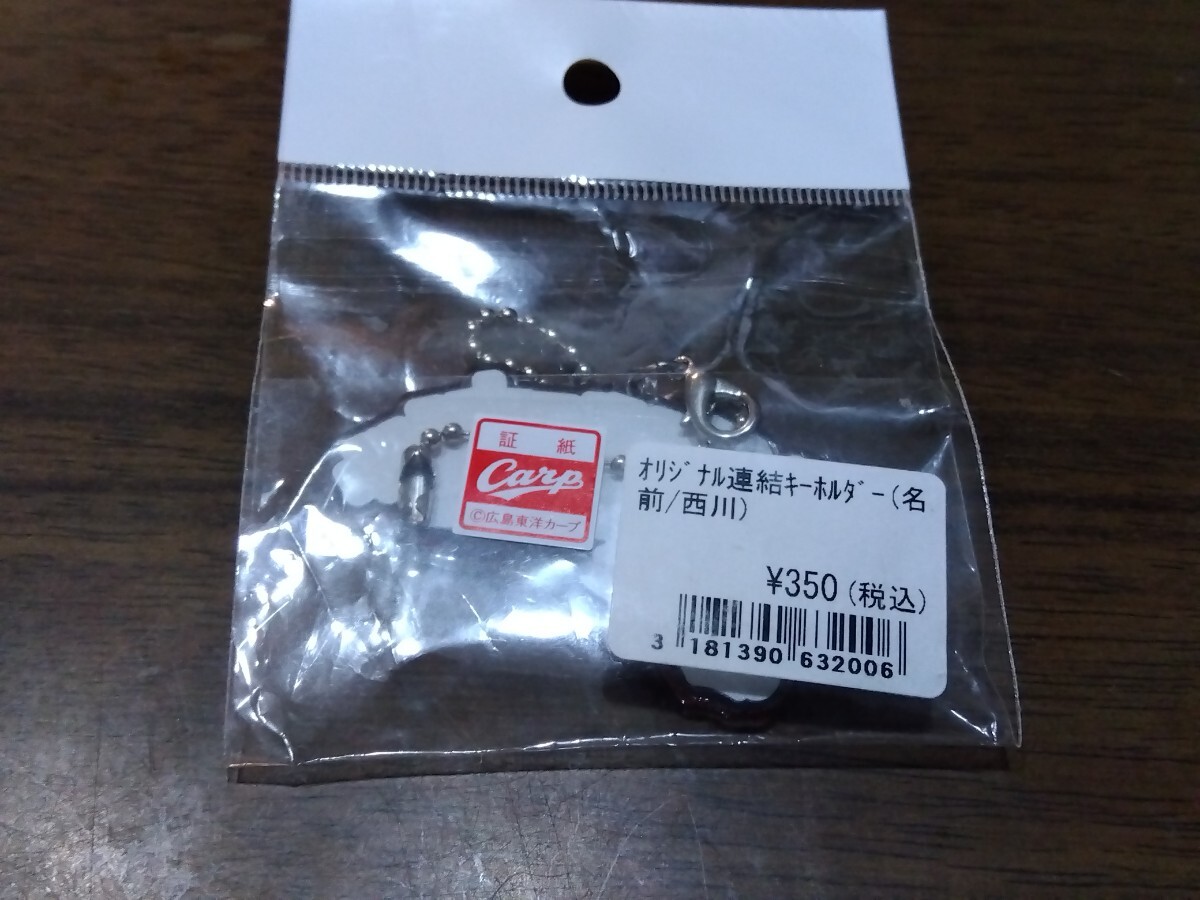 証 紙
Carp
©広島東洋カープ
ｵﾘｼﾞﾅﾙ連結ｷｰﾎﾙﾀﾞｰ(名
前/西川)
¥350(税込)
3 181390 632006